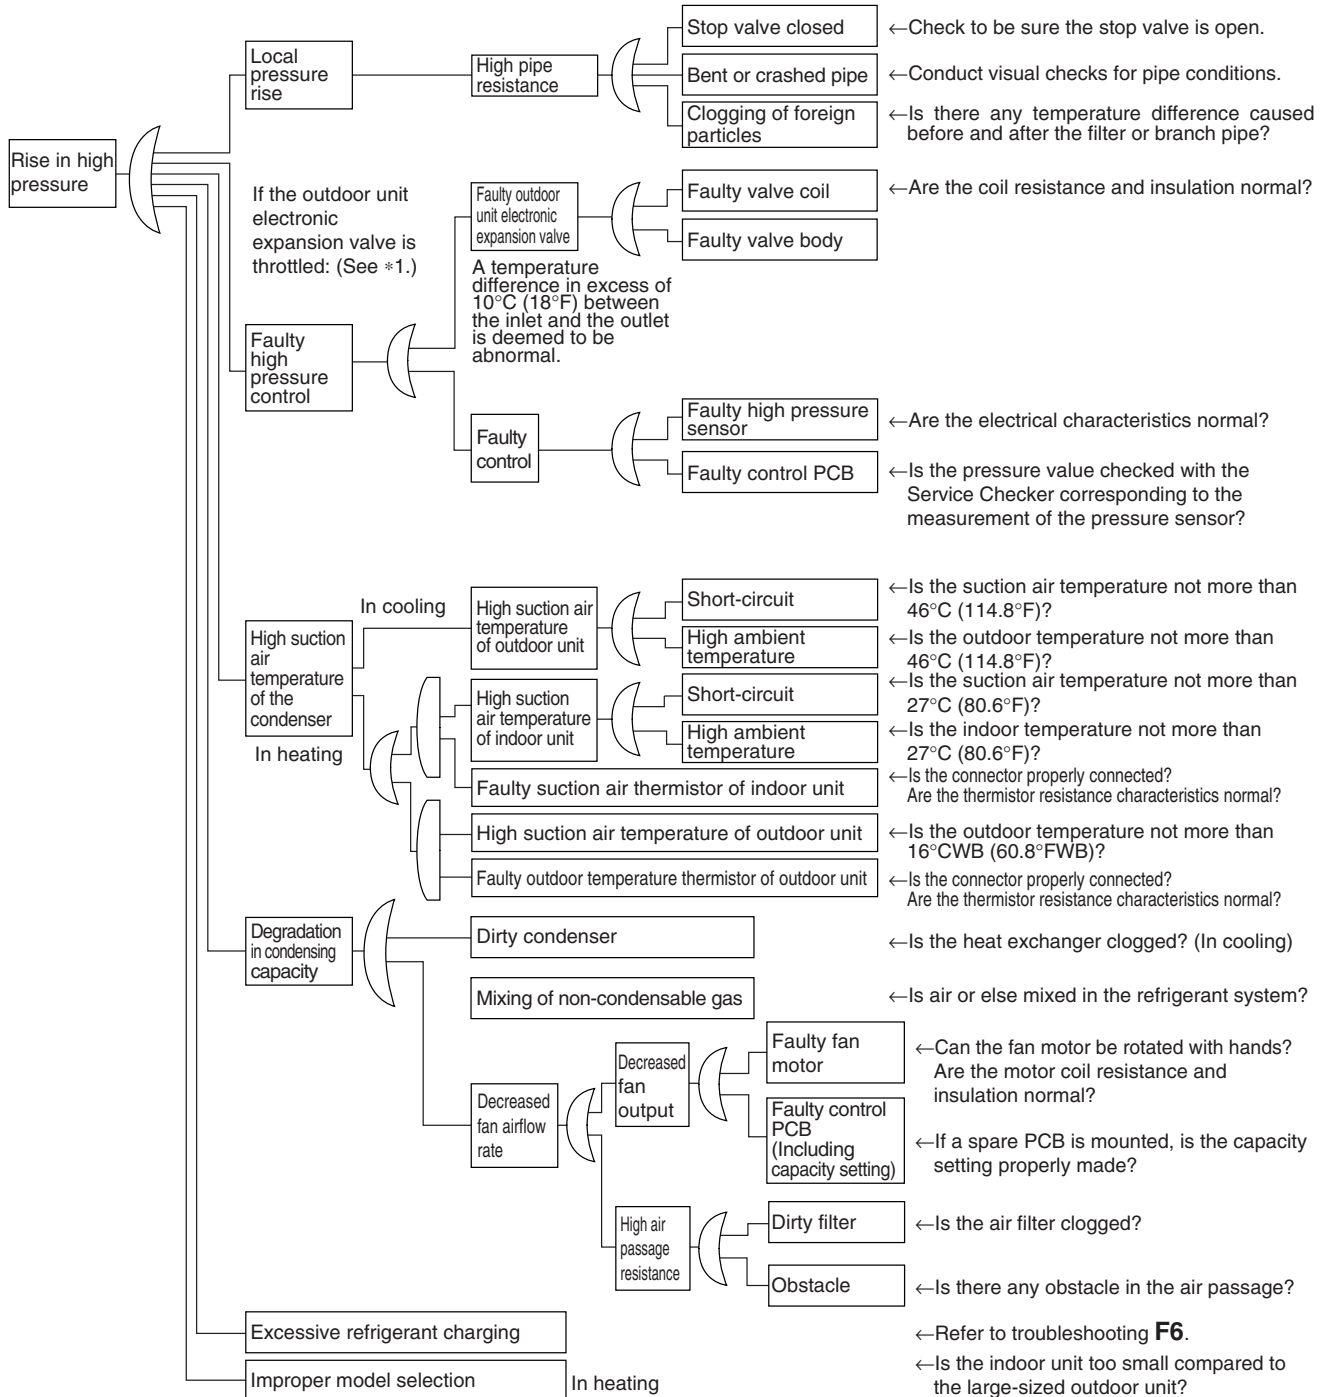 Stop valve closed
←Check to be sure the stop valve is open.
Local
pressure
rise
High pipe
resistance
Bent or crashed pipe
←Conduct visual checks for pipe conditions.
Clogging of foreign
particles
←Is there any temperature difference caused
before and after the filter or branch pipe?
Rise in high
pressure
If the outdoor unit
electronic
expansion valve is
throttled: (See *1.)
Faulty outdoor
unit electronic
expansion valve
Faulty valve coil
←Are the coil resistance and insulation normal?
Faulty valve body
A temperature
difference in excess of
10°C (18°F) between
the inlet and the outlet
is deemed to be
abnormal.
Faulty
high
pressure
control
Faulty
control
Faulty high pressure
sensor
←Are the electrical characteristics normal?
Faulty control PCB
←Is the pressure value checked with the
Service Checker corresponding to the
measurement of the pressure sensor?
High suction
air
temperature
of the
condenser
In cooling
High suction air
temperature
of outdoor unit
Short-circuit
←Is the suction air temperature not more than
46°C (114.8°F)?
High ambient
temperature
←Is the outdoor temperature not more than
46°C (114.8°F)?
In heating
High suction
air temperature
of indoor unit
Short-circuit
←Is the suction air temperature not more than
27°C (80.6°F)?
High ambient
temperature
←Is the indoor temperature not more than
27°C (80.6°F)?
Faulty suction air thermistor of indoor unit
←Is the connector properly connected?
Are the thermistor resistance characteristics normal?
High suction air temperature of outdoor unit
←Is the outdoor temperature not more than
16°CWB (60.8°FWB)?
Faulty outdoor temperature thermistor of outdoor unit
←Is the connector properly connected?
Are the thermistor resistance characteristics normal?
Degradation
in condensing
capacity
Dirty condenser
←Is the heat exchanger clogged? (In cooling)
Mixing of non-condensable gas
←Is air or else mixed in the refrigerant system?
Decreased
fan airflow
rate
Decreased
fan
output
Faulty fan
motor
←Can the fan motor be rotated with hands?
Are the motor coil resistance and
insulation normal?
Faulty control
PCB
(Including
capacity setting)
←If a spare PCB is mounted, is the capacity
setting properly made?
High air
passage
resistance
Dirty filter
←Is the air filter clogged?
Obstacle
←Is there any obstacle in the air passage?
Excessive refrigerant charging
←Refer to troubleshooting F6.
Improper model selection
In heating
←Is the indoor unit too small compared to
the large-sized outdoor unit?